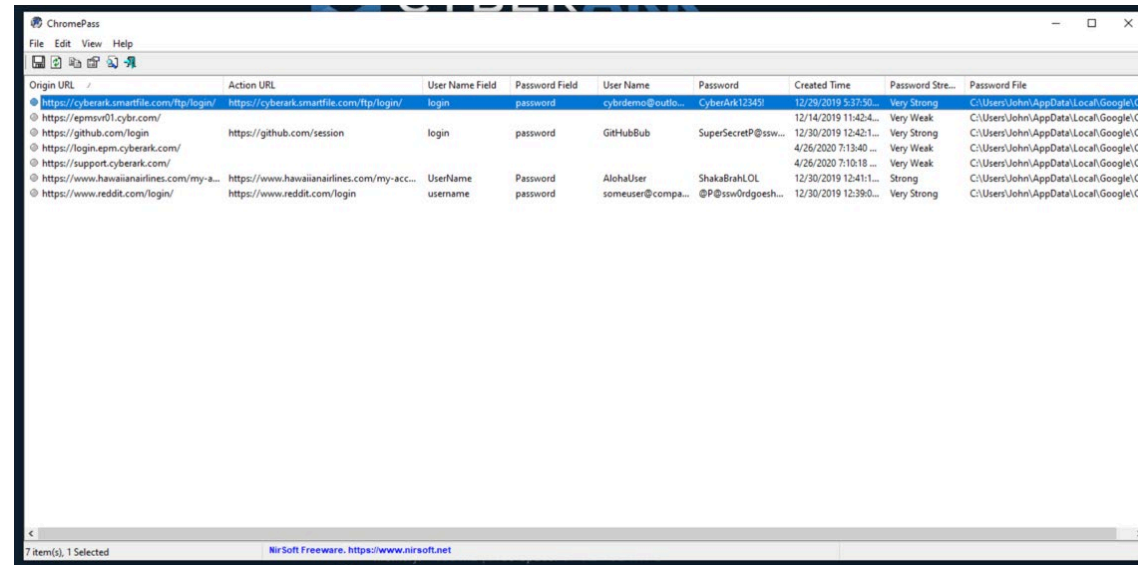 CYBERARK
ChromePass
File Edit View Help
Origin URL Action URL User Name Field Password Field User Name Password Created Time Password Stre... Password File
https://cyberark.smartfile.com/ftp/login/ https://cyberark.smartfile.com/ftp/login/ login password cybrdemo@outlo... CyberArk12345! 12/29/2019 5:37:50... Very Strong C:\Users\John\AppData\Local\Google\C
https://epmsvr01.cybr.com/ 12/14/2019 11:42:4... Very Weak C:\Users\John\AppData\Local\Google\C
https://github.com/login https://github.com/session login password GitHubBub SuperSecretP@ssw... 12/30/2019 12:42:1... Very Strong C:\Users\John\AppData\Local\Google\C
https://login.epm.cyberark.com/ 4/26/2020 7:13:40 ... Very Weak C:\Users\John\AppData\Local\Google\C
https://support.cyberark.com/ 4/26/2020 7:10:18 ... Very Weak C:\Users\John\AppData\Local\Google\C
https://www.hawaiianairlines.com/my-a... https://www.hawaiianairlines.com/my-acc... UserName Password AlohaUser ShakaBrahLOL 12/30/2019 12:41:1... Strong C:\Users\John\AppData\Local\Google\C
https://www.reddit.com/login/ https://www.reddit.com/login username password someuser@compa... @P@ssw0rdgoesh... 12/30/2019 12:39:0... Very Strong C:\Users\John\AppData\Local\Google\C
7 item(s), 1 Selected NirSoft Freeware. https://www.nirsoft.net